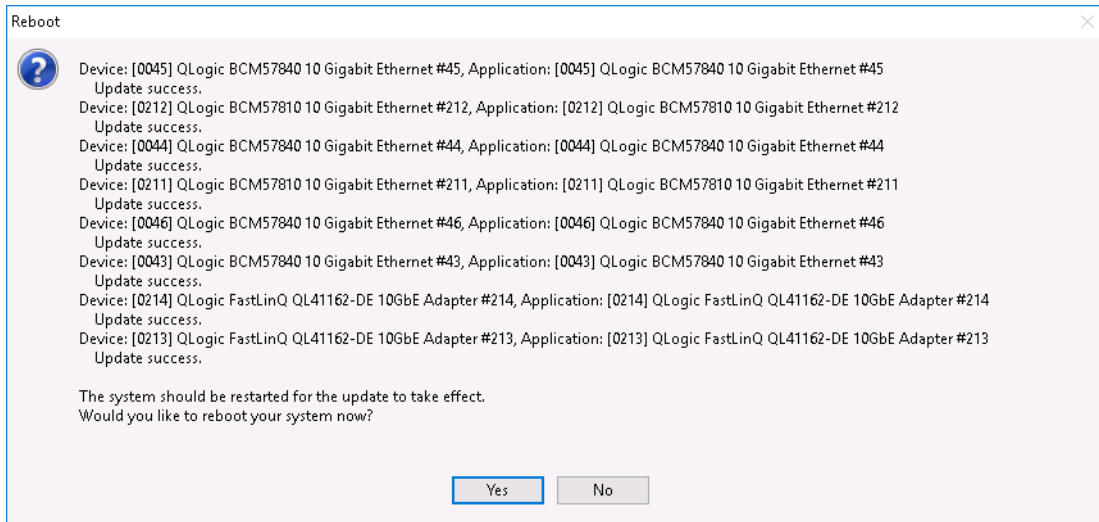 Reboot
Device: [0045] QLogic BCM57840 10 Gigabit Ethernet #45, Application: [0045] QLogic BCM57840 10 Gigabit Ethernet #45
Update success.
Device: [0212] QLogic BCM57810 10 Gigabit Ethernet #212, Application: [0212] QLogic BCM57810 10 Gigabit Ethernet #212
Update success.
Device: [0044] QLogic BCM57840 10 Gigabit Ethernet #44, Application: [0044] QLogic BCM57840 10 Gigabit Ethernet #44
Update success.
Device: [0211] QLogic BCM57810 10 Gigabit Ethernet #211, Application: [0211] QLogic BCM57810 10 Gigabit Ethernet #211
Update success.
Device: [0046] QLogic BCM57840 10 Gigabit Ethernet #46, Application: [0046] QLogic BCM57840 10 Gigabit Ethernet #46
Update success.
Device: [0043] QLogic BCM57840 10 Gigabit Ethernet #43, Application: [0043] QLogic BCM57840 10 Gigabit Ethernet #43
Update success.
Device: [0214] QLogic FastLinQ QL41162-DE 10GbE Adapter #214, Application: [0214] QLogic FastLinQ QL41162-DE 10GbE Adapter #214
Update success.
Device: [0213] QLogic FastLinQ QL41162-DE 10GbE Adapter #213, Application: [0213] QLogic FastLinQ QL41162-DE 10GbE Adapter #213
Update success.
The system should be restarted for the update to take effect.
Would you like to reboot your system now?
Yes No